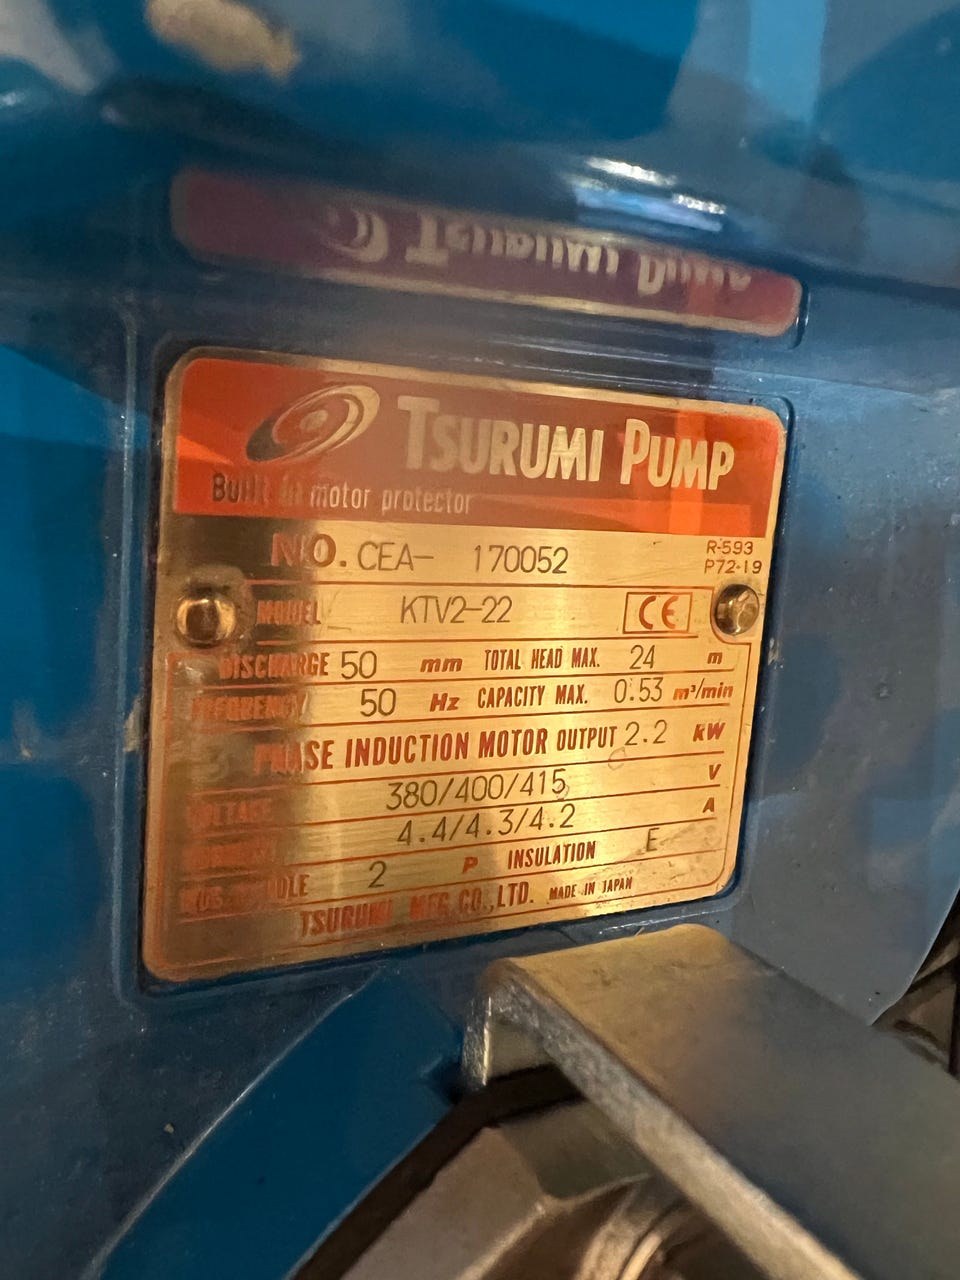 TSURUMI PUMP
Built in motor protector
NO. CEA- 170052
R-593
P72-19
MODEL KTV2-22 CE
DISCHARGE 50 mm TOTAL HEAD MAX. 24 m
FREQUENCY 50 Hz CAPACITY MAX. 0.53 m³/min
3 PHASE INDUCTION MOTOR OUTPUT 2.2 kW
VOLTAGE 380/400/415 V
4.4/4.3/4.2 A
POLE 2 P INSULATION E
TSURUMI MFG.CO.,LTD. MADE IN JAPAN